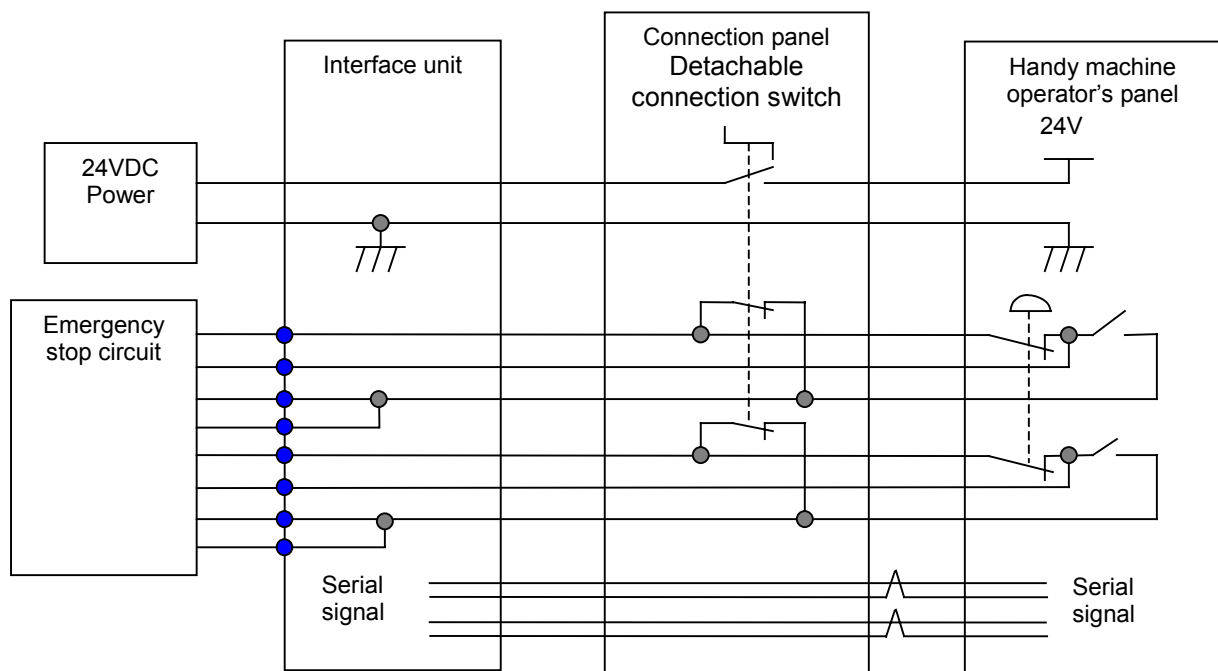 Interface unit
Connection panel
Detachable
connection switch
Handy machine
operator’s panel
24V
24VDC
Power
Emergency
stop circuit
Serial
signal
Serial
signal